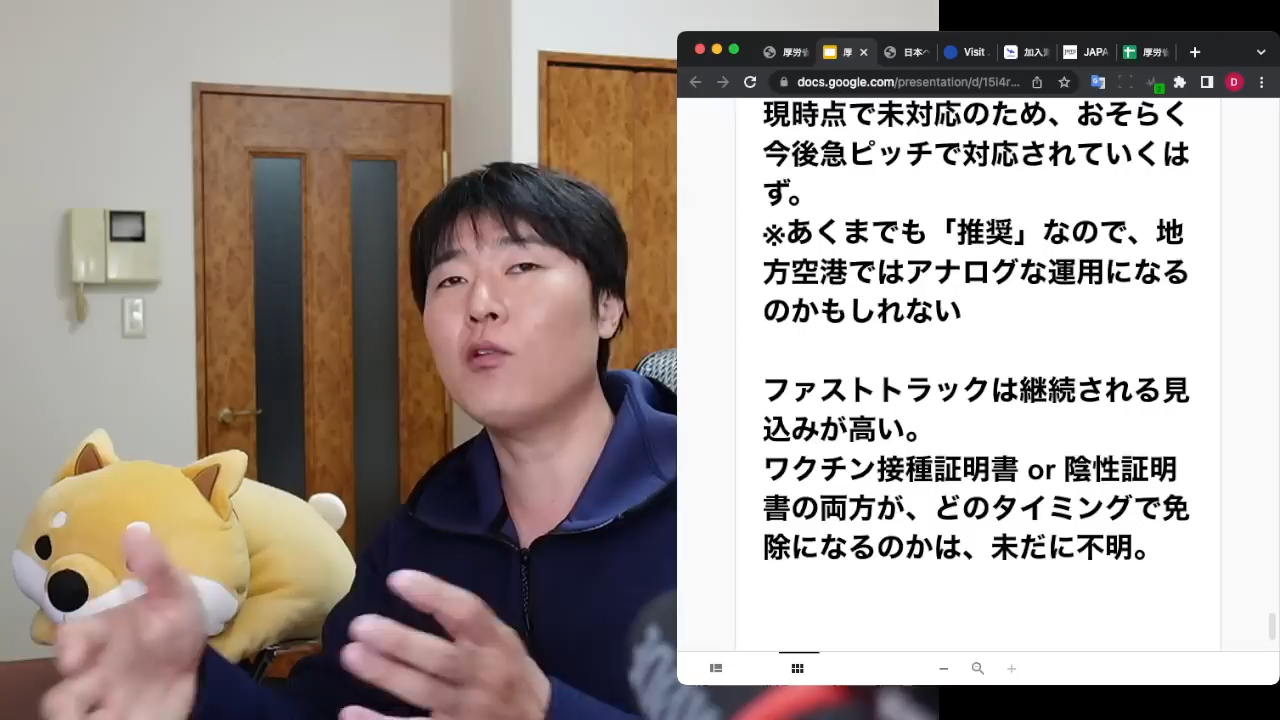 厚労省
厚
日本へ
Visit
加入済
JAPA
厚労省
docs.google.com/presentation/d/15i4r...
D
現時点で未対応のため、おそらく
今後急ピッチで対応されていくは
ず。
※あくまでも「推奨」なので、地
方空港ではアナログな運用になる
のかもしれない
ファストトラックは継続される見
込みが高い。
ワクチン接種証明書 or 陰性証明
書の両方が、どのタイミングで免
除になるのかは、未だに不明。